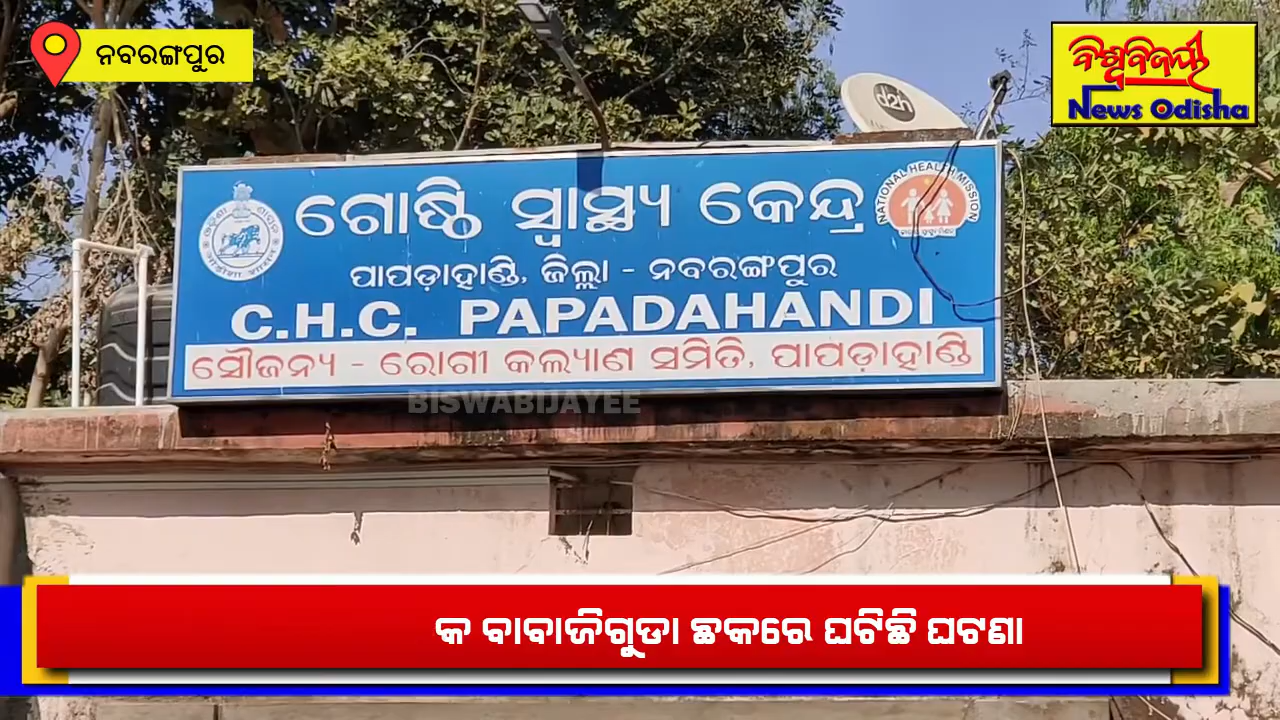 ନବରଙ୍ଗପୁର
ବିଶ୍ୱବିଜୟୀ
News Odisha
d2h
ଗୋଷ୍ଠି ସ୍ୱାସ୍ଥ୍ୟ କେନ୍ଦ୍ର
NATIONAL HEALTH MISSION
ପାପଡ଼ାହାଣ୍ଡି, ଜିଲ୍ଲା - ନବରଙ୍ଗପୁର
C.H.C. PAPADAHANDI
ସୌଜନ୍ୟ - ରୋଗୀ କଲ୍ୟାଣ ସମିତି, ପାପଡ଼ାହାଣ୍ଡି
BISWABIJAYEE
କ ବାବାଜିଗୁଡା ଛକରେ ଘଟିଛି ଘଟଣା